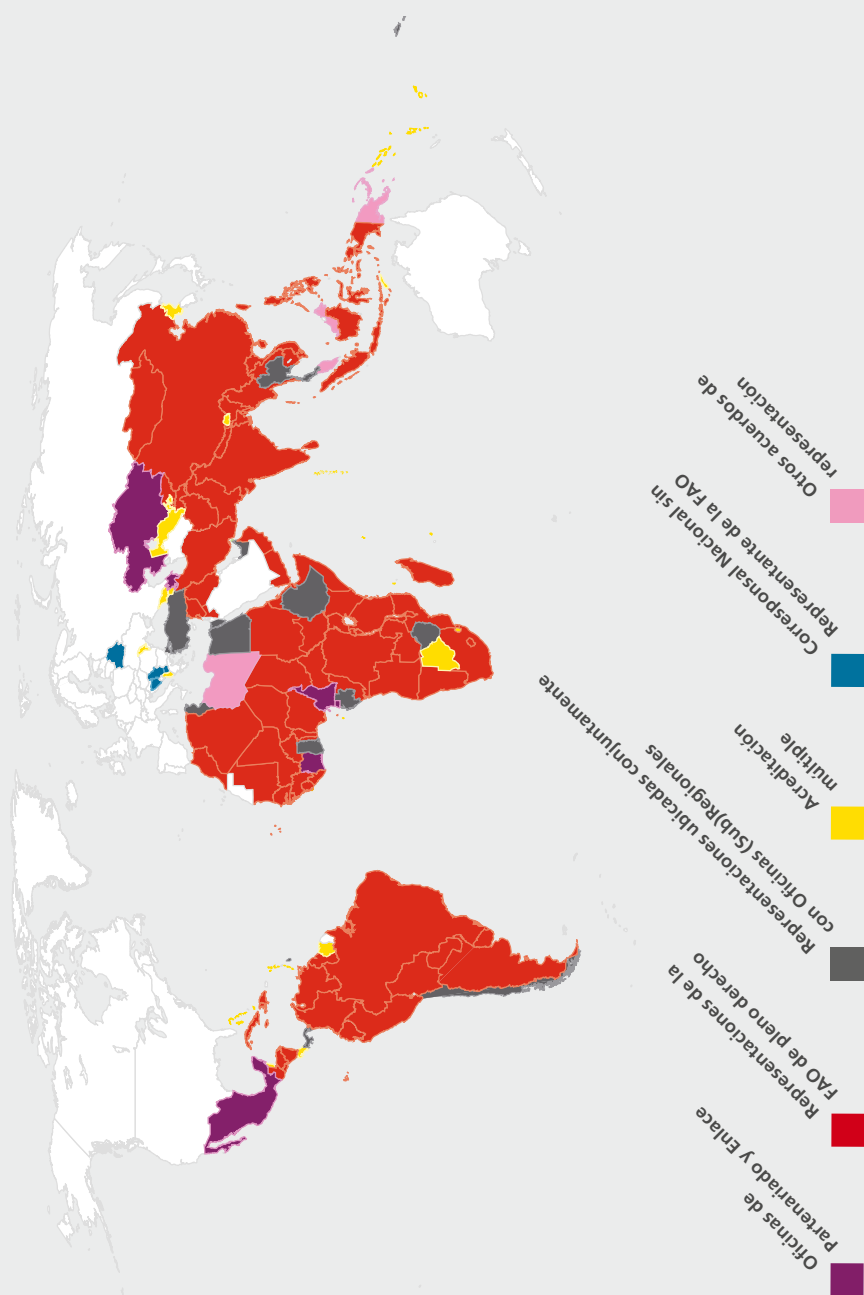 Oficinas de
Partenariado y Enlace
Representaciones de la
FAO de pleno derecho
Representaciones ubicadas conjuntamente
con Oficinas (Sub)Regionales
Acreditación
múltiple
Corresponsal Nacional sin
Representante de la FAO
Otros acuerdos de
representación